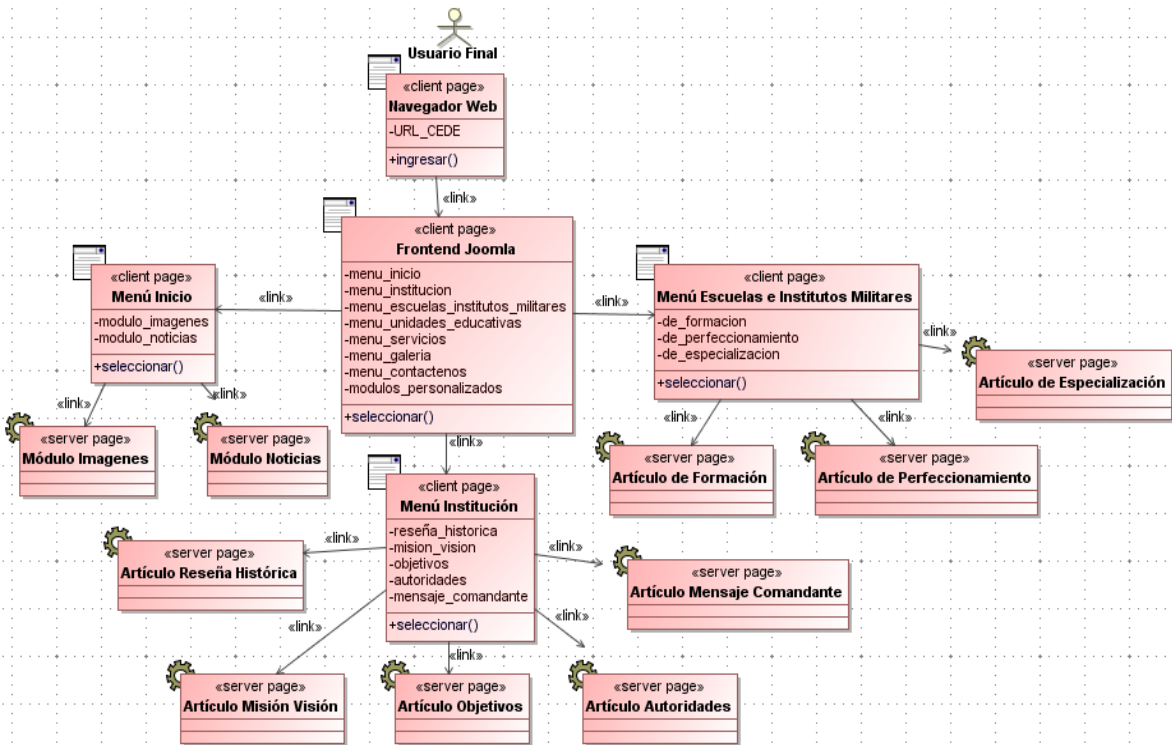 Usuario Final
«client page»
Navegador Web
-URL_CEDE
+ingresar()
«link»
«client page»
Frontend Joomla
-menu_inicio
-menu_institucion
-menu_escuelas_institutos_militares
-menu_unidades_educativas
-menu_servicios
-menu_galeria
-menu_contactenos
-modulos_personalizados
+seleccionar()
«link»
«client page»
Menú Inicio
-modulo_imagenes
-modulo_noticias
+seleccionar()
«link»
«link»
«server page»
Módulo Imagenes
«server page»
Módulo Noticias
«link»
«client page»
Menú Escuelas e Institutos Militares
-de_formacion
-de_perfeccionamiento
-de_especializacion
+seleccionar()
«link»
«server page»
Artículo de Especialización
«link»
«link»
«server page»
Artículo de Formación
«server page»
Artículo de Perfeccionamiento
«link»
«client page»
Menú Institución
-reseña_historica
-mision_vision
-objetivos
-autoridades
-mensaje_comandante
+seleccionar()
«link»
«server page»
Artículo Reseña Histórica
«link»
«server page»
Artículo Mensaje Comandante
«link»
«link»
«link»
«server page»
Artículo Misión Visión
«server page»
Artículo Objetivos
«server page»
Artículo Autoridades